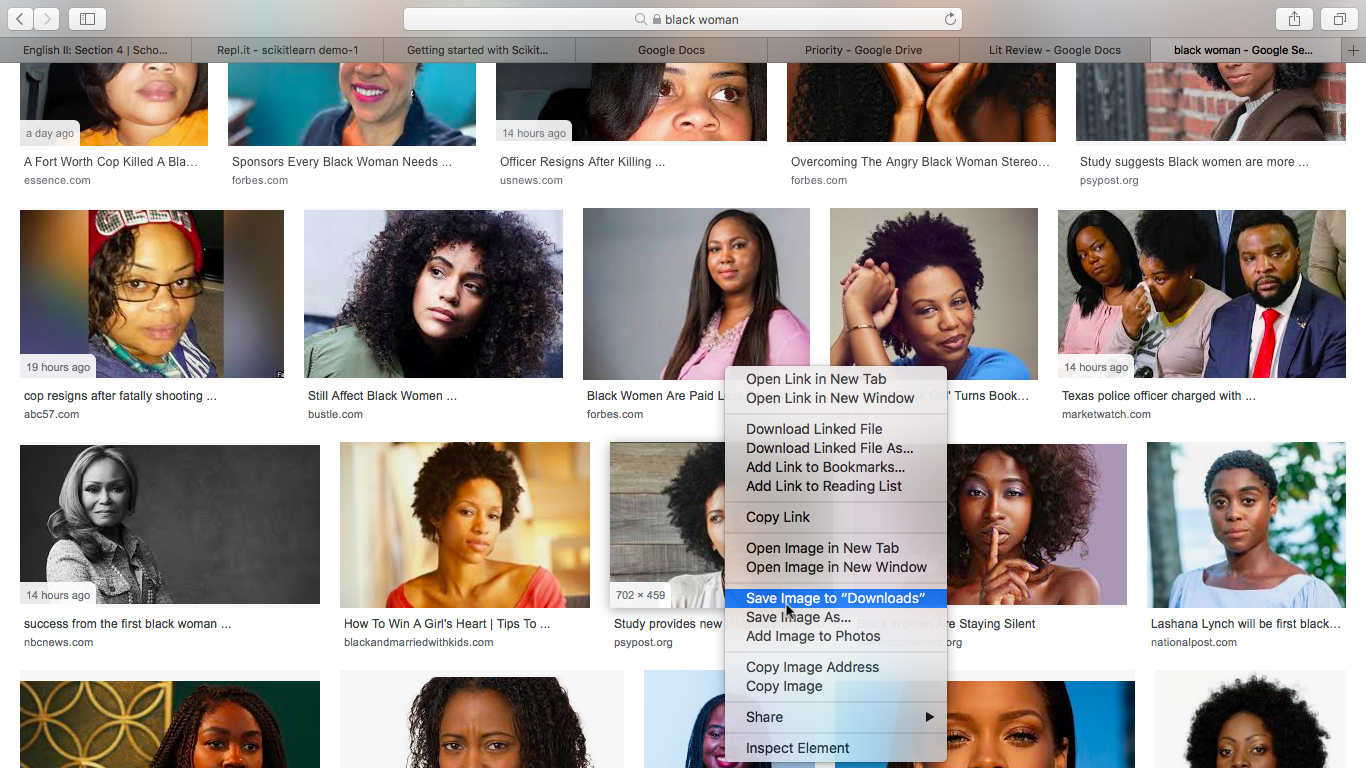 black woman
English II: Section 4 | Scho...
Repl.it - scikitlearn demo-1
Getting started with Scikit...
Google Docs
Priority - Google Drive
Lit Review - Google Docs
black woman - Google Se...
a day ago
14 hours ago
A Fort Worth Cop Killed A Bla...
Sponsors Every Black Woman Needs ...
Officer Resigns After Killing ...
Overcoming The Angry Black Woman Stereo...
Study suggests Black women are more ...
essence.com
forbes.com
usnews.com
forbes.com
psypost.org
19 hours ago
14 hours ago
cop resigns after fatally shooting ...
Still Affect Black Women ...
Black Women Are Paid
Girl' Turns Book...
Texas police officer charged with ...
abc57.com
bustle.com
forbes.com
marketwatch.com
Open Link in New Tab
Open Link in New Window
Download Linked File
Download Linked File As...
Add Link to Bookmarks...
Add Link to Reading List
Copy Link
Open Image in New Tab
Open Image in New Window
Save Image to “Downloads”
Save Image As...
Add Image to Photos
Copy Image Address
Copy Image
Share
Inspect Element
14 hours ago
702 × 459
success from the first black woman ...
How To Win A Girl's Heart | Tips To ...
Study provides new
Are Staying Silent
Lashana Lynch will be first black...
nbcnews.com
blackandmarriedwithkids.com
psypost.org
nationalpost.com